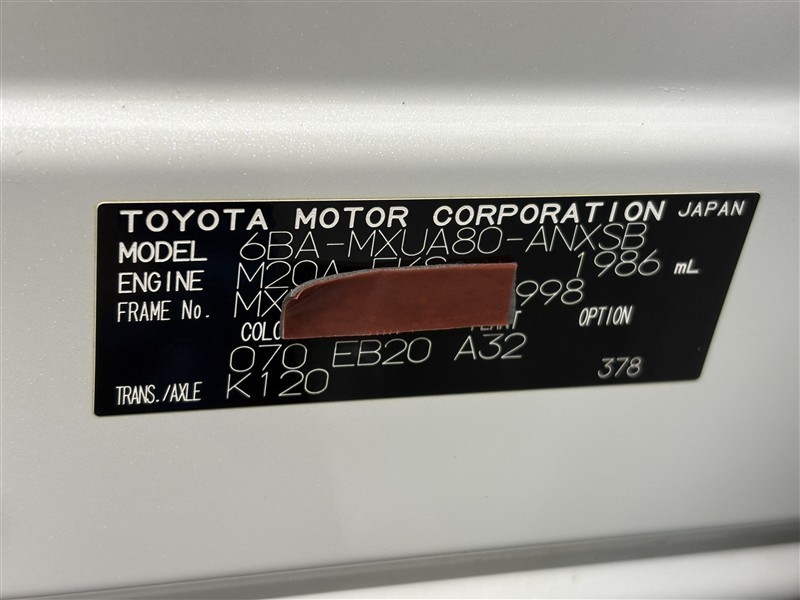 TOYOTA MOTOR CORPORATION JAPAN
MODEL 6BA-MXUA80-ANXSB
ENGINE 1986 mL
FRAME No.
OPTION
070 EB20 A32
TRANS./AXLE K120 378